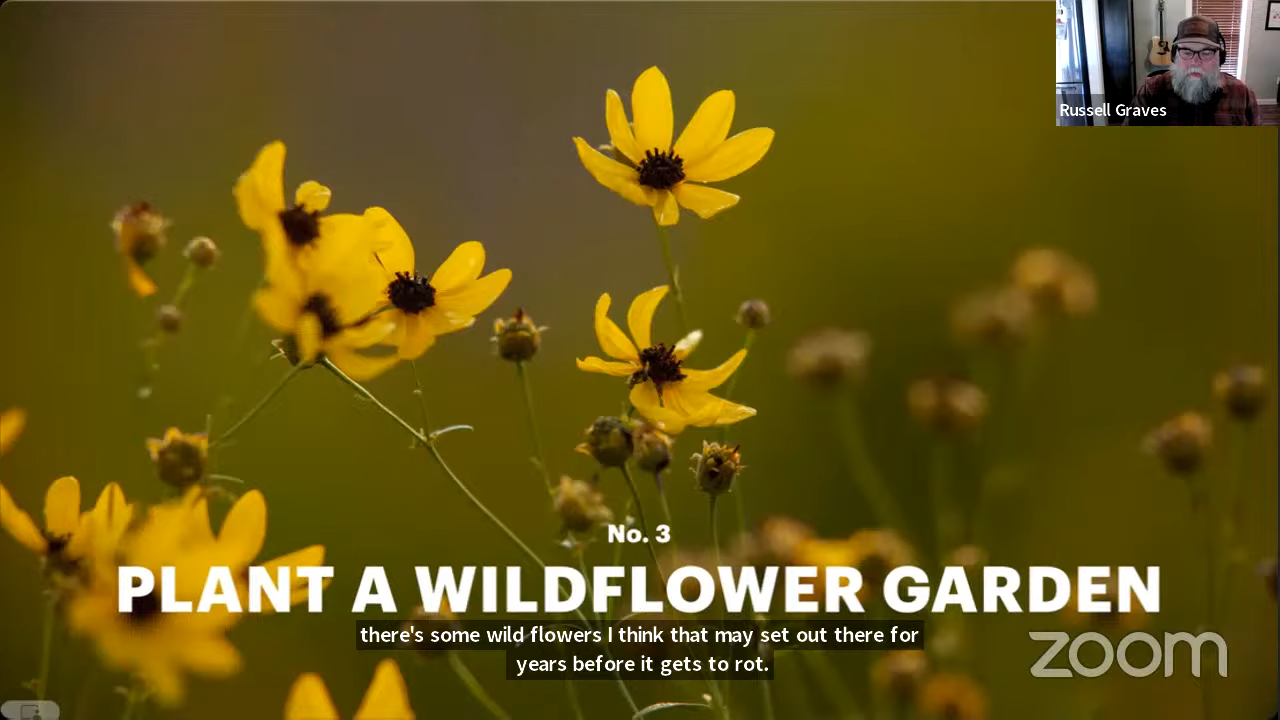 Russell Graves
No. 3
PLANT A WILDFLOWER GARDEN
there's some wild flowers I think that may set out there for
years before it gets to rot.
zoom